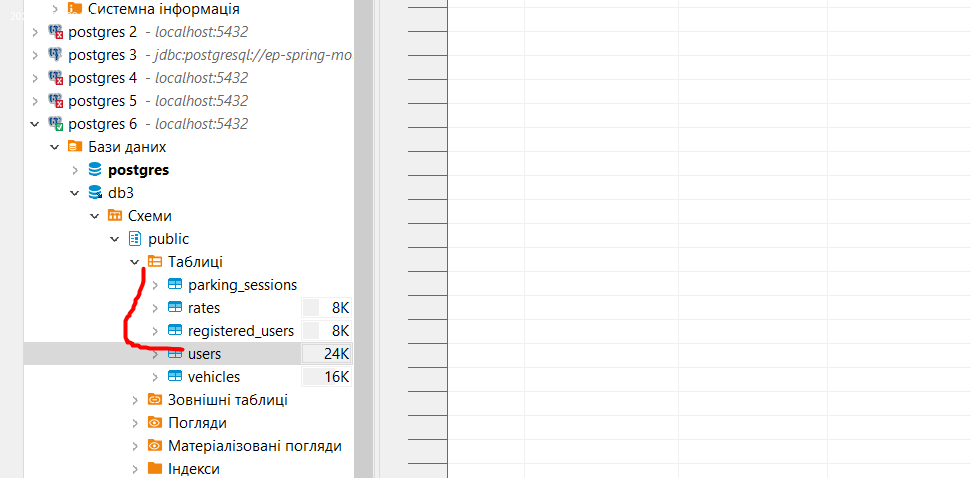 Системна інформація
postgres 2 - localhost:5432
postgres 3 - jdbc:postgresql://ep-spring-mo
postgres 4 - localhost:5432
postgres 5 - localhost:5432
postgres 6 - localhost:5432
Бази даних
postgres
db3
Схеми
public
Таблиці
parking_sessions
rates 8K
registered_users 8K
users 24K
vehicles 16K
Зовнішні таблиці
Погляди
Матеріалізовані погляди
Індекси